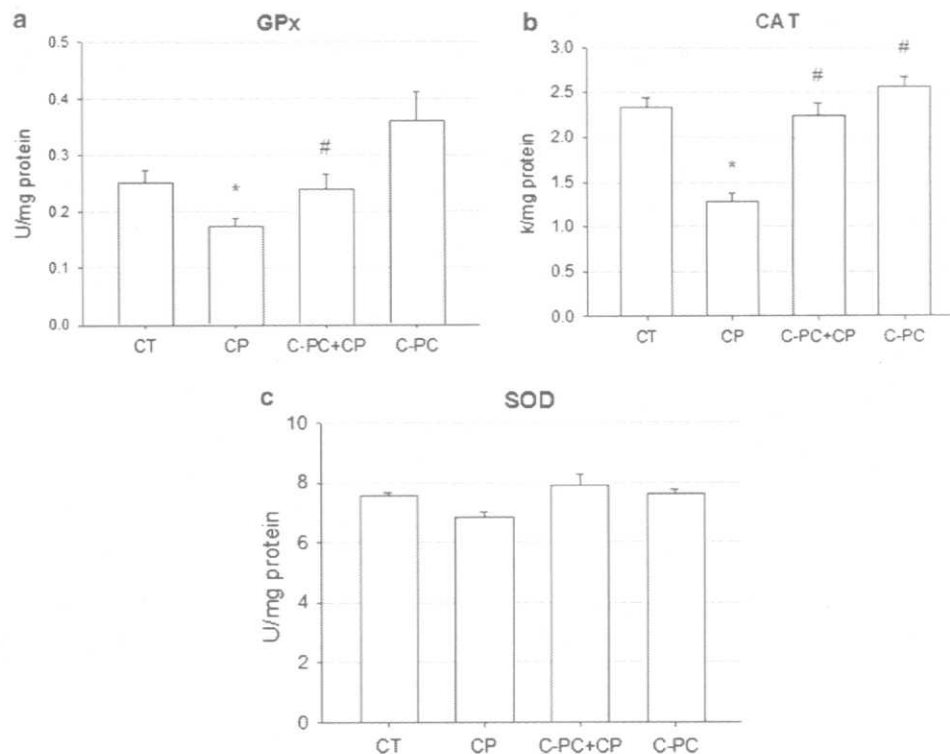 a
GPx
0.5
0.4
0.3
0.2
0.1
0.0
U/mg protein
*
#
CT CP C-PC+CP C-PC
b
CAT
3.0
2.5
2.0
1.5
1.0
0.5
0.0
k/mg protein
*
#
#
CT CP C-PC+CP C-PC
c
SOD
10
8
6
4
2
0
U/mg protein
CT CP C-PC+CP C-PC